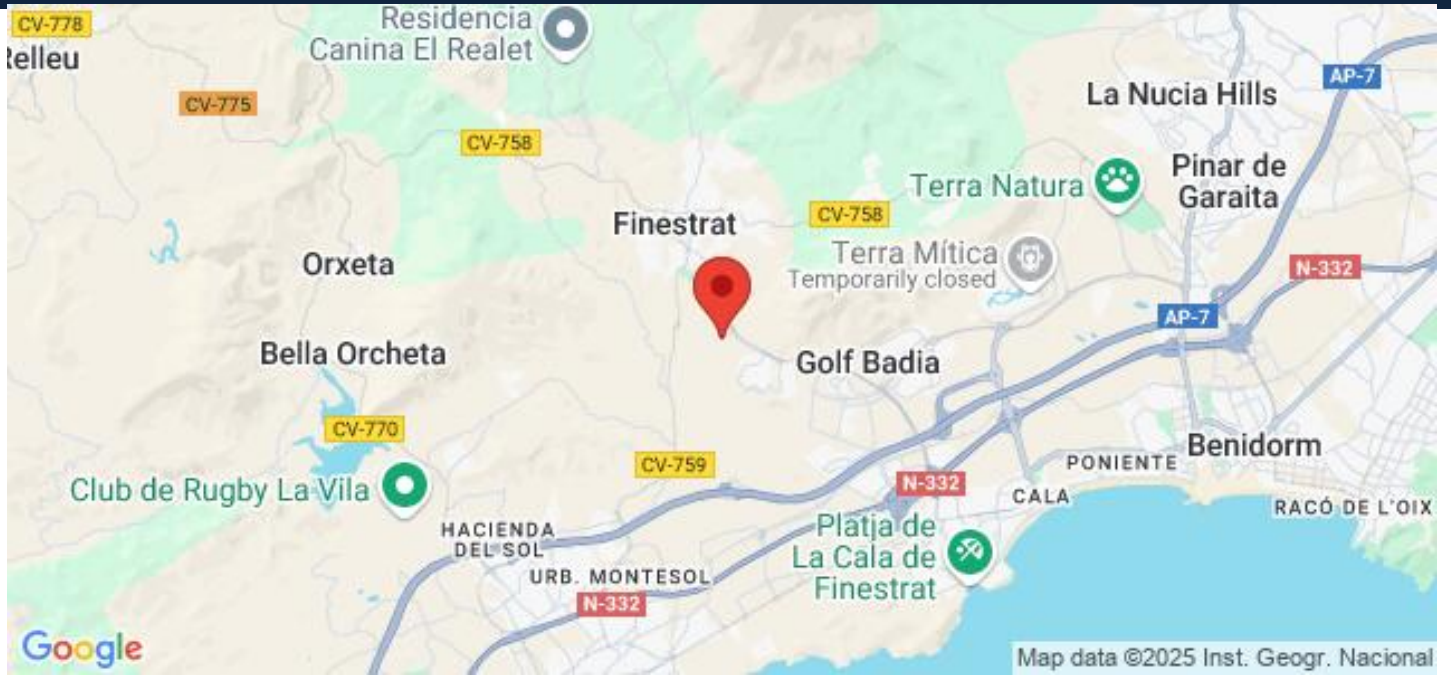 CV-778
Relleu
Residencia
Canina El Realet
CV-775
CV-758
AP-7
La Nucia Hills
Pinar de
Garaita
Terra Natura
CV-758
Finestrat
Terra Mítica
Temporarily closed
N-332
Orxeta
AP-7
Bella Orcheta
Golf Badia
CV-770
CV-759
Benidorm
PONIENTE
Club de Rugby La Vila
N-332
CALA
RACÓ DE L'OIX
HACIENDA
DEL SOL
Platja de
La Cala de
Finestrat
URB. MONTESOL
N-332
Google
Map data ©2025 Inst. Geogr. Nacional